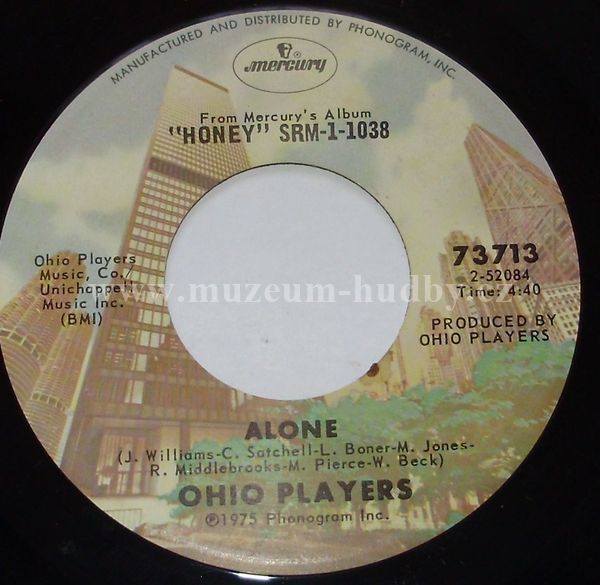 MANUFACTURED AND DISTRIBUTED BY PHONOGRAM, INC.
mercury
From Mercury's Album
"HONEY" SRM-1-1038
Ohio Players
Music, Co./
Unichappell
Music Inc.
(BMI)
73713
2-52084
Time: 4:40
PRODUCED BY
OHIO PLAYERS
www.muzeum-hudby.cz
ALONE
(J. Williams-C. Satchell-L. Boner-M. Jones-
R. Middlebrooks-M. Pierce-W. Beck)
OHIO PLAYERS
℗1975 Phonogram Inc.